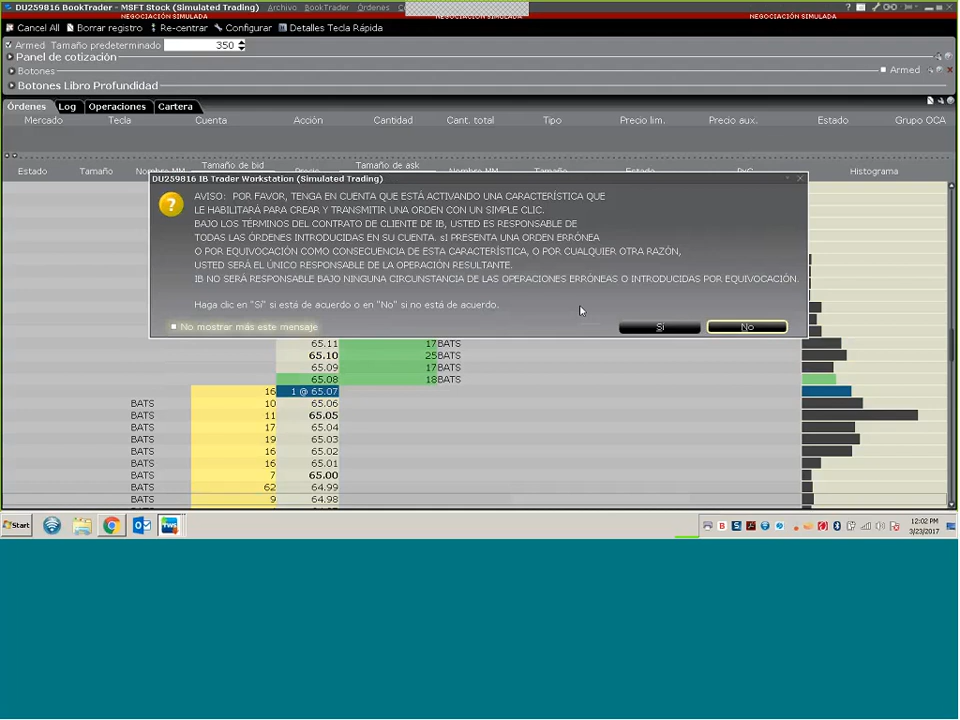 DU259816 BookTrader - MSFT Stock (Simulated Trading) Archivo BookTrader Órdenes
NEGOCIACIÓN SIMULADA NEGOCIACIÓN SIMULADA NEGOCIACIÓN SIMULADA
Cancel All Borrar registro Re-centrar Configurar Detalles Tecla Rápida
Armed Tamaño predeterminado 350
Panel de cotización
Botones Armed
Botones Libro Profundidad
Órdenes Log Operaciones Cartera
Mercado Tecla Cuenta Acción Cantidad Cant. total Tipo Precio lim. Precio aux. Estado Grupo OCA
Tamaño de bid Tamaño de ask
Estado Tamaño Histograma
DU259816 IB Trader Workstation (Simulated Trading)
AVISO: POR FAVOR, TENGA EN CUENTA QUE ESTÁ ACTIVANDO UNA CARACTERÍSTICA QUE
LE HABILITARÁ PARA CREAR Y TRANSMITIR UNA ORDEN CON UN SIMPLE CLIC.
BAJO LOS TÉRMINOS DEL CONTRATO DE CLIENTE DE IB, USTED ES RESPONSABLE DE
TODAS LAS ÓRDENES INTRODUCIDAS EN SU CUENTA. sI PRESENTA UNA ORDEN ERRÓNEA
O POR EQUIVOCACIÓN COMO CONSECUENCIA DE ESTA CARACTERÍSTICA, O POR CUALQUIER OTRA RAZÓN,
USTED SERÁ EL ÚNICO RESPONSABLE DE LA OPERACIÓN RESULTANTE.
IB NO SERÁ RESPONSABLE BAJO NINGUNA CIRCUNSTANCIA DE LAS OPERACIONES ERRÓNEAS O INTRODUCIDAS POR EQUIVOCACIÓN.
Haga clic en "Sí" si está de acuerdo o en "No" si no está de acuerdo.
No mostrar más este mensaje Sí No
65.11 17 BATS
65.10 25 BATS
65.09 17 BATS
65.08 18 BATS
16 1 @ 65.07
BATS 10 65.06
BATS 11 65.05
BATS 17 65.04
BATS 19 65.03
BATS 16 65.02
BATS 16 65.01
BATS 7 65.00
BATS 62 64.99
BATS 9 64.98
Start TWS 12:02 PM
3/23/2017